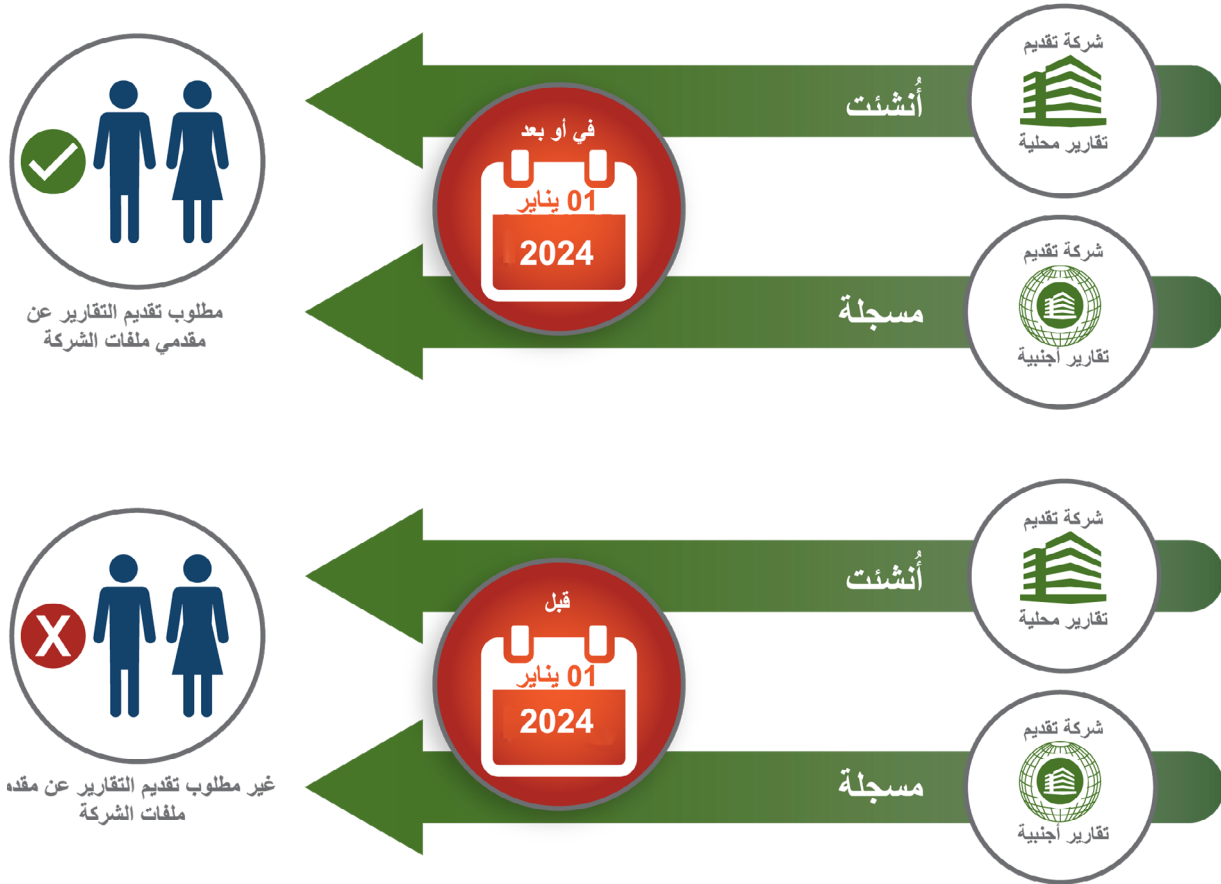 شركة تقديم
تقارير محلية
أُنشئت
في أو بعد
01 يناير
2024
شركة تقديم
تقارير أجنبية
مسجلة
مطلوب تقديم التقارير عن
مقدمي ملفات الشركة
شركة تقديم
تقارير محلية
أُنشئت
قبل
01 يناير
2024
شركة تقديم
تقارير أجنبية
مسجلة
غير مطلوب تقديم التقارير عن مقدم
ملفات الشركة
X